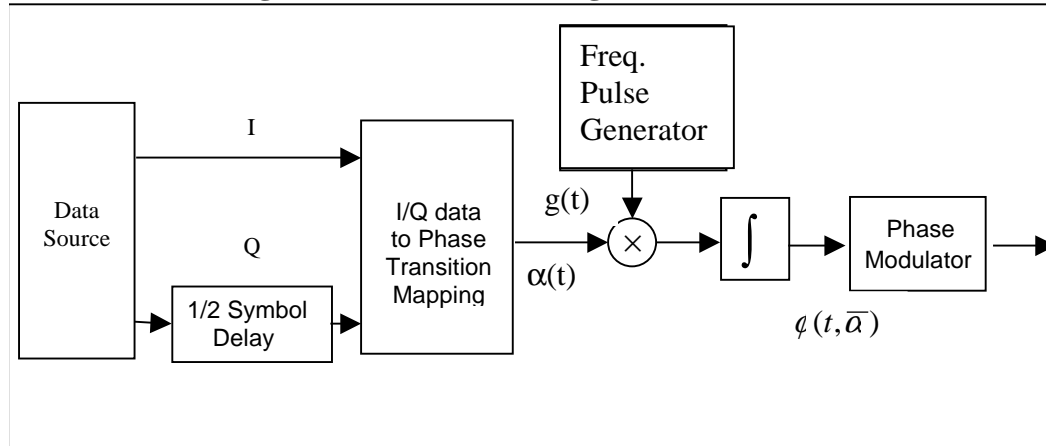 Freq.
Pulse
Generator
I
Data
Source
I/Q data
to Phase
Transition
Mapping
g(t)
×
∫
Phase
Modulator
Q
α(t)
1/2 Symbol
Delay
(t, α̅)